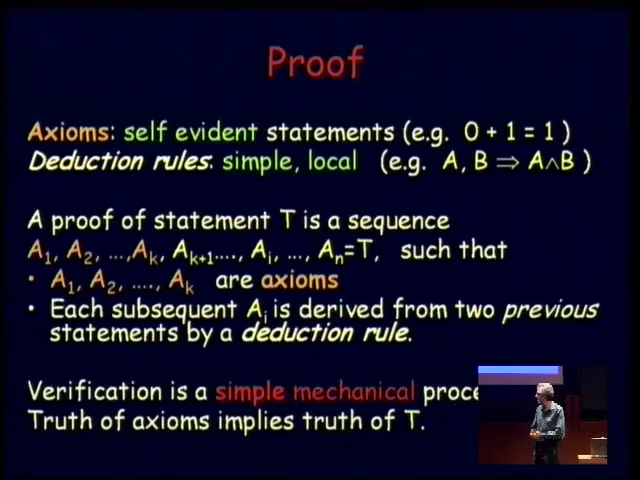 Proof
Axioms: self evident statements (e.g. 0 + 1 = 1 )
Deduction rules: simple, local (e.g. A, B ⇒ A∧B )
A proof of statement T is a sequence
A₁, A₂, ...,Aₖ, Aₖ₊₁...., Aᵢ, ..., Aₙ=T, such that
• A₁, A₂, ...., Aₖ are axioms
• Each subsequent Aᵢ is derived from two previous
statements by a deduction rule.
Verification is a simple mechanical proce
Truth of axioms implies truth of T.